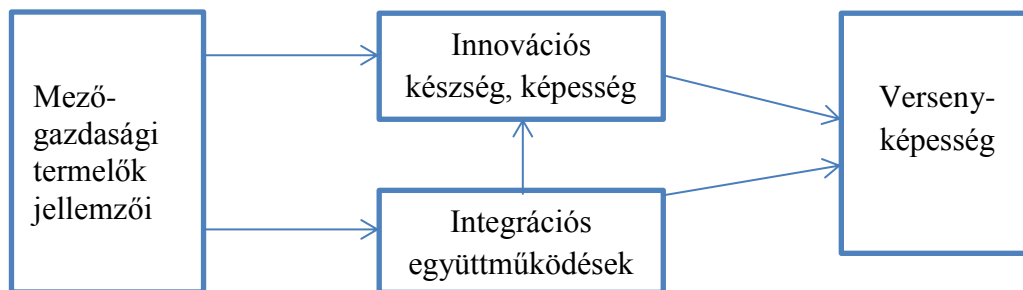 Mező-
gazdasági
termelők
jellemzői
Innovációs
készség, képesség
Integrációs
együttműködések
Verseny-
képesség